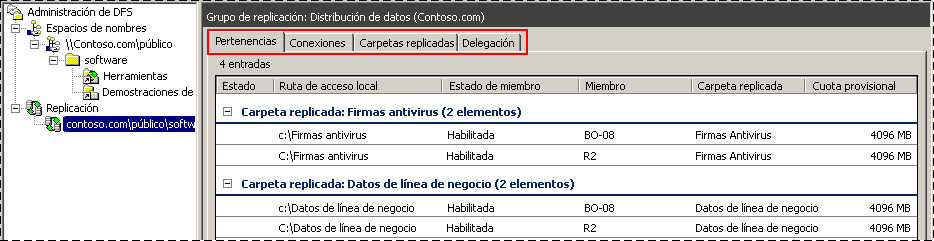 Administración de DFS
Espacios de nombres
\\Contoso.com\público
software
Herramientas
Demostraciones de
Replicación
contoso.com\público\softw
Grupo de replicación: Distribución de datos (Contoso.com)
Pertenencias Conexiones Carpetas replicadas Delegación
4 entradas
Estado Ruta de acceso local Estado de miembro Miembro Carpeta replicada Cuota provisional
Carpeta replicada: Firmas antivirus (2 elementos)
c:\Firmas antivirus Habilitada BO-08 Firmas Antivirus 4096 MB
C:\Firmas antivirus Habilitada R2 Firmas Antivirus 4096 MB
Carpeta replicada: Datos de línea de negocio (2 elementos)
c:\Datos de línea de negocio Habilitada BO-08 Datos de línea de negocio 4096 MB
C:\Datos de línea de negocio Habilitada R2 Datos de línea de negocio 4096 MB